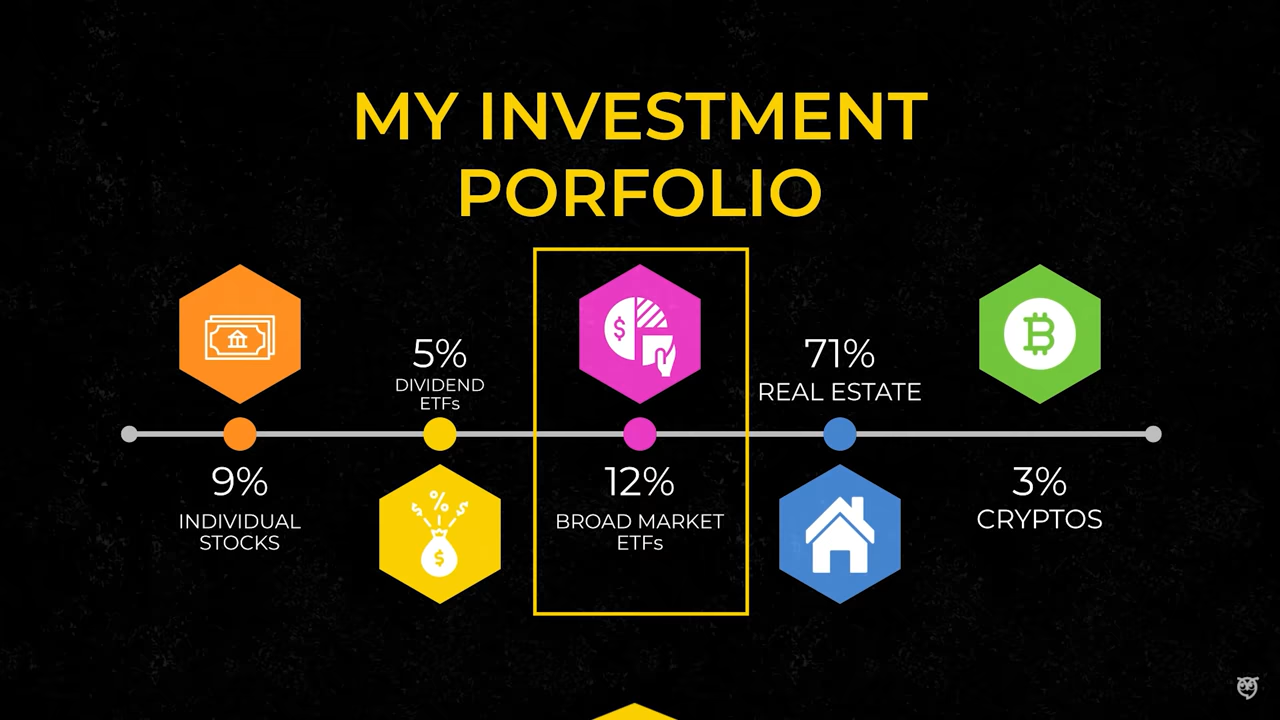 MY INVESTMENT
PORFOLIO
9%
INDIVIDUAL
STOCKS
5%
DIVIDEND
ETFs
$ % $
$
$
12%
BROAD MARKET
ETFs
71%
REAL ESTATE
3%
CRYPTOS